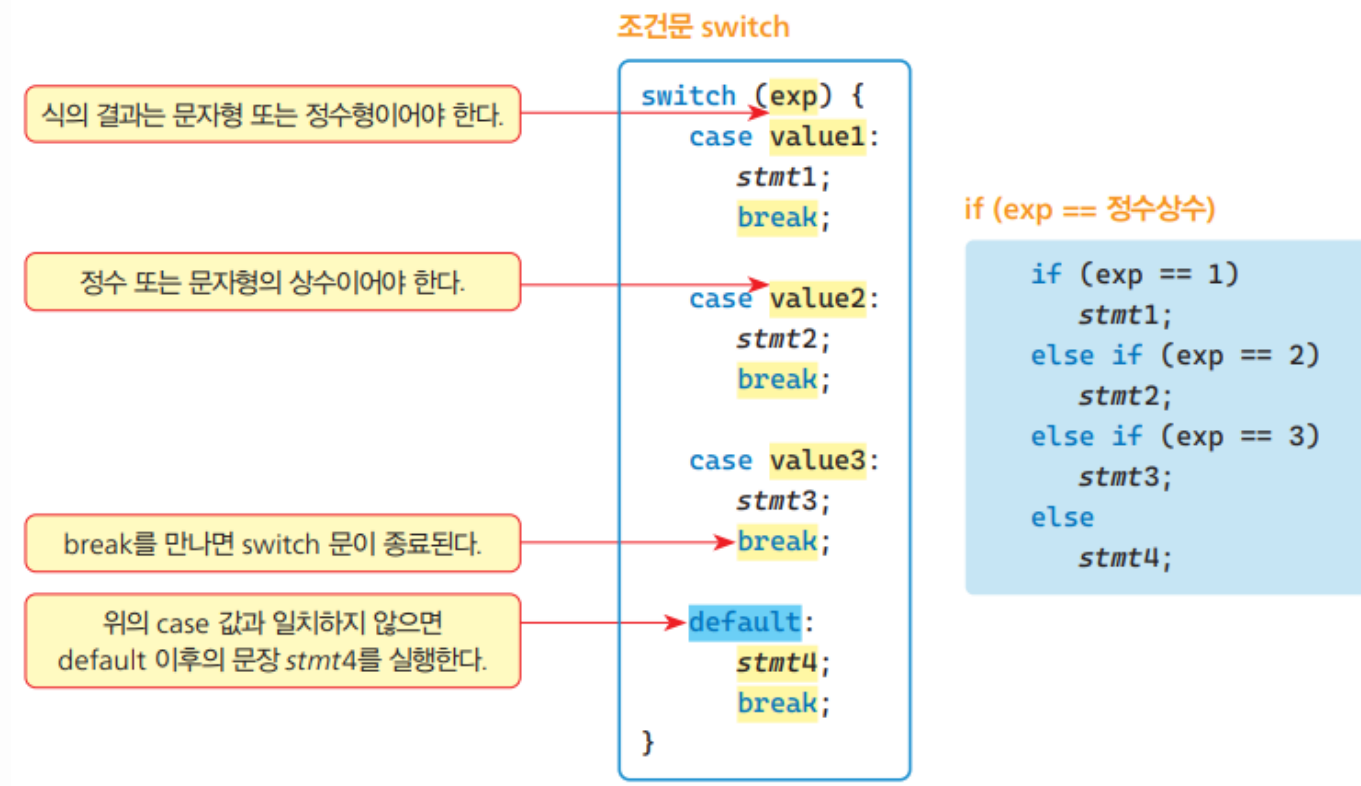 조건문 switch
식의 결과는 문자형 또는 정수형이어야 한다.
switch (exp) {
case value1:
stmt1;
break;
정수 또는 문자형의 상수이어야 한다.
case value2:
stmt2;
break;
case value3:
stmt3;
break를 만나면 switch 문이 종료된다.
break;
위의 case 값과 일치하지 않으면
default 이후의 문장 stmt4를 실행한다.
default:
stmt4;
break;
}
if (exp == 정수상수)
if (exp == 1)
stmt1;
else if (exp == 2)
stmt2;
else if (exp == 3)
stmt3;
else
stmt4;